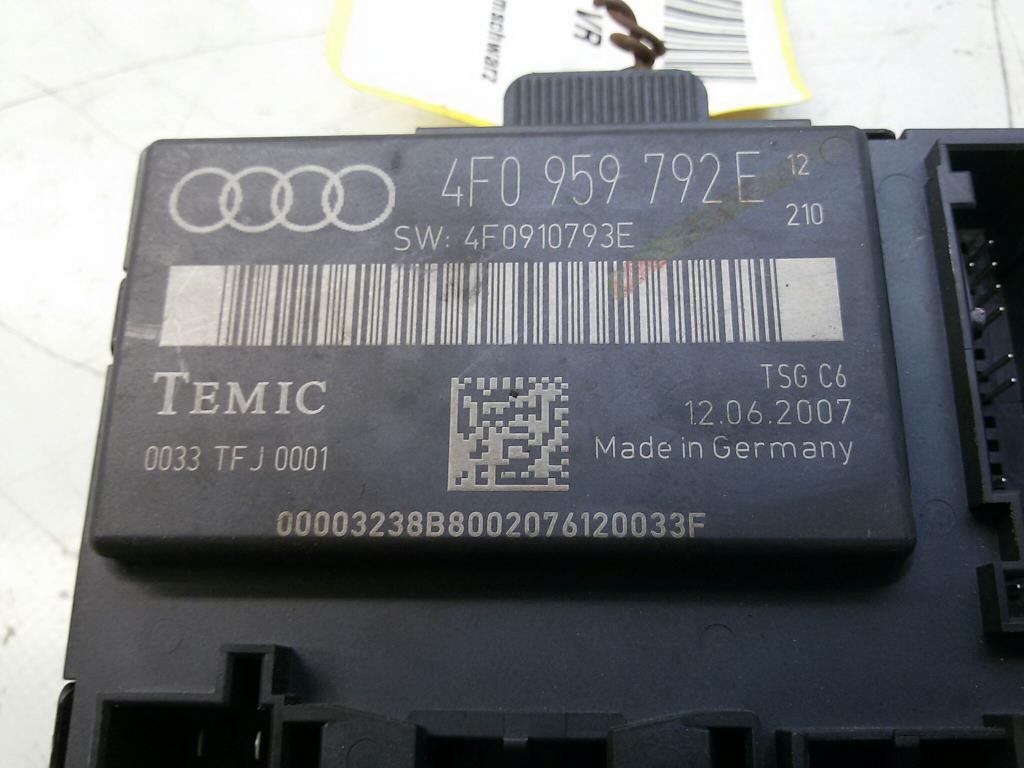 VR
4F0 959 792 E 12
210
SW: 4F0910793E
TEMIC
TSG C6
12.06.2007
0033 TFJ 0001
Made in Germany
00003238B8002076120033F